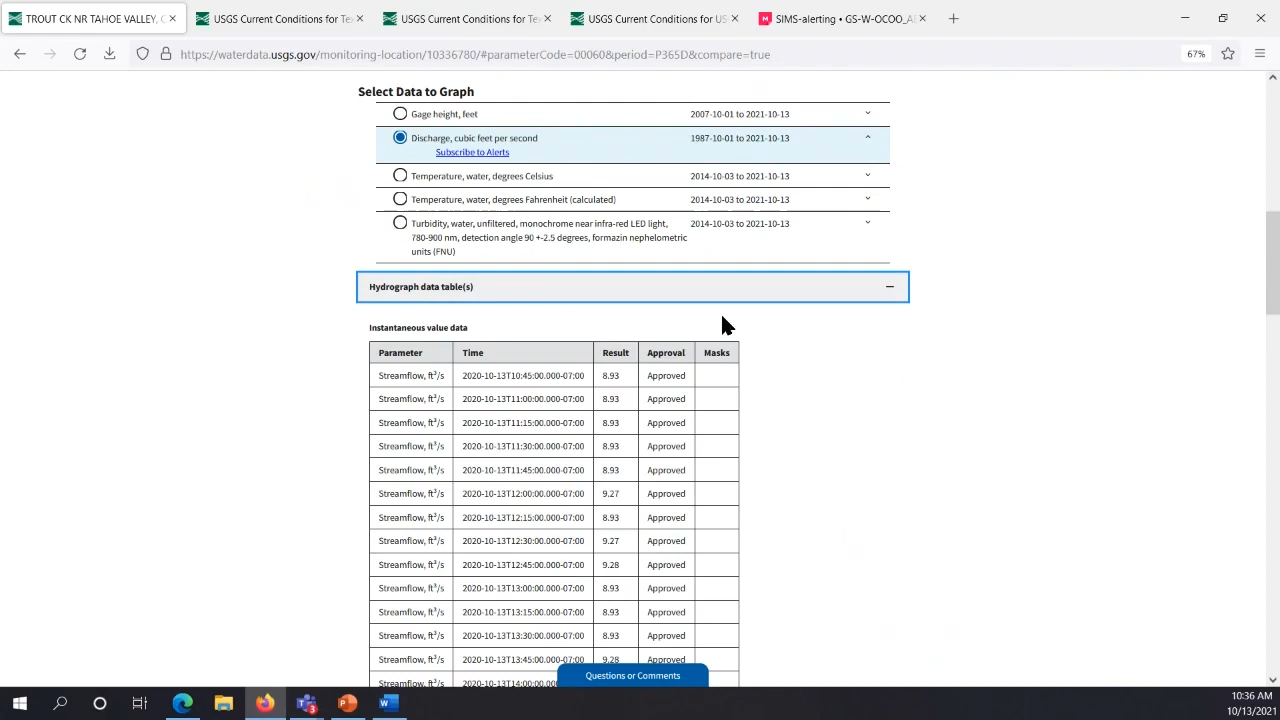 TROUT CK NR TAHOE VALLEY, C
USGS Current Conditions for Te
USGS Current Conditions for Te
USGS Current Conditions for US
SIMS-alerting • GS-W-OCOO_A
https://waterdata.usgs.gov/monitoring-location/10336780/#parameterCode=00060&period=P365D&compare=true
67%
Select Data to Graph
Gage height, feet 2007-10-01 to 2021-10-13
Discharge, cubic feet per second 1987-10-01 to 2021-10-13
Subscribe to Alerts
Temperature, water, degrees Celsius 2014-10-03 to 2021-10-13
Temperature, water, degrees Fahrenheit (calculated) 2014-10-03 to 2021-10-13
Turbidity, water, unfiltered, monochrome near infra-red LED light, 2014-10-03 to 2021-10-13
780-900 nm, detection angle 90 +-2.5 degrees, formazin nephelometric
units (FNU)
Hydrograph data table(s)
Instantaneous value data
Parameter Time Result Approval Masks
Streamflow, ft³/s 2020-10-13T10:45:00.000-07:00 8.93 Approved
Streamflow, ft³/s 2020-10-13T11:00:00.000-07:00 8.93 Approved
Streamflow, ft³/s 2020-10-13T11:15:00.000-07:00 8.93 Approved
Streamflow, ft³/s 2020-10-13T11:30:00.000-07:00 8.93 Approved
Streamflow, ft³/s 2020-10-13T11:45:00.000-07:00 8.93 Approved
Streamflow, ft³/s 2020-10-13T12:00:00.000-07:00 9.27 Approved
Streamflow, ft³/s 2020-10-13T12:15:00.000-07:00 8.93 Approved
Streamflow, ft³/s 2020-10-13T12:30:00.000-07:00 9.27 Approved
Streamflow, ft³/s 2020-10-13T12:45:00.000-07:00 9.28 Approved
Streamflow, ft³/s 2020-10-13T13:00:00.000-07:00 8.93 Approved
Streamflow, ft³/s 2020-10-13T13:15:00.000-07:00 8.93 Approved
Streamflow, ft³/s 2020-10-13T13:30:00.000-07:00 8.93 Approved
Streamflow, ft³/s 2020-10-13T13:45:00.000-07:00 9.28 Approved
Streamflow, ft³/s 2020-10-13T14:00:00.000
Questions or Comments
10:36 AM
10/13/2021